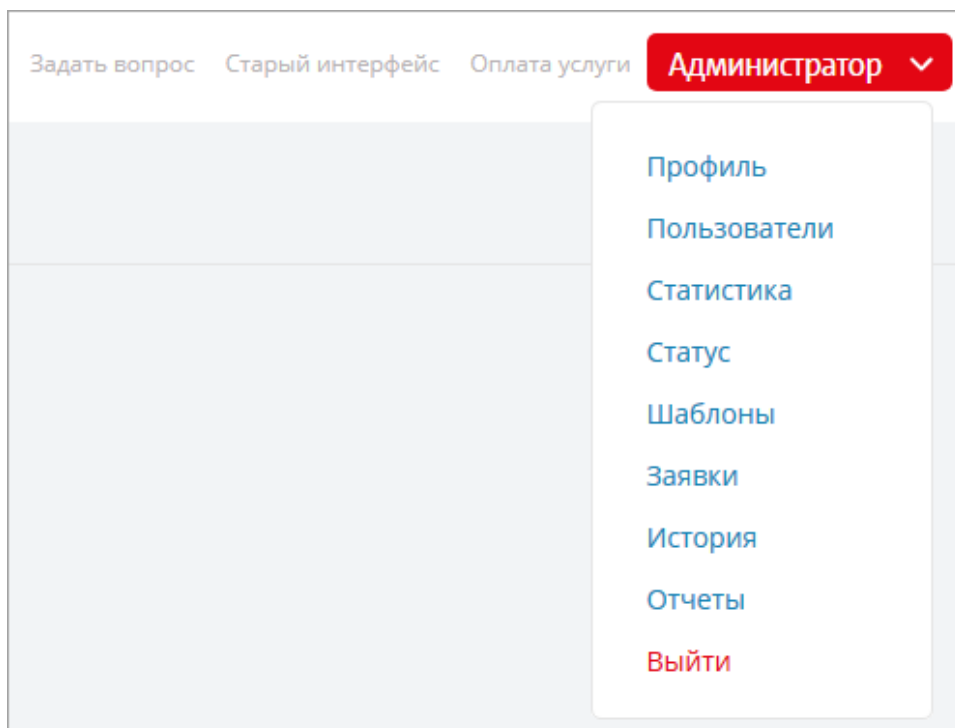 Задать вопрос Старый интерфейс Оплата услуги Администратор
Профиль
Пользователи
Статистика
Статус
Шаблоны
Заявки
История
Отчеты
Выйти